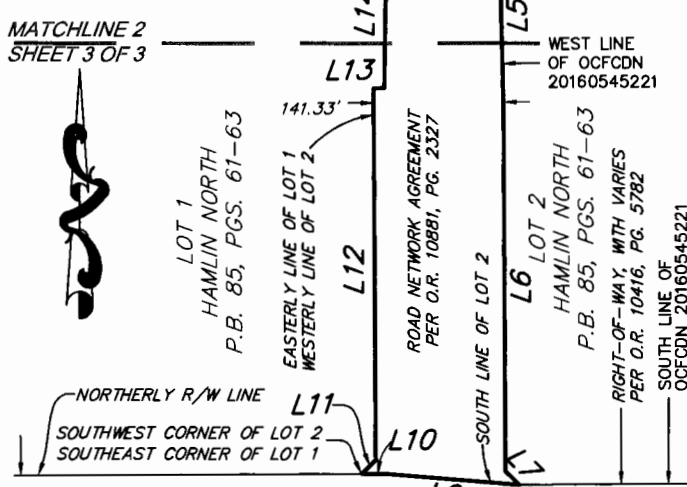 MATCHLINE 2
SHEET 3 OF 3
L14
L5
WEST LINE
OF OCFCDN
20160545221
L13
141.33'
LOT 1
HAMLIN NORTH
P.B. 85, PGS. 61-63
EASTERLY LINE OF LOT 1
WESTERLY LINE OF LOT 2
L12
ROAD NETWORK AGREEMENT
PER O.R. 10881, PG. 2327
SOUTH LINE OF LOT 2
L6
LOT 2
HAMLIN NORTH
P.B. 85, PGS. 61-63
RIGHT-OF-WAY, WITH VARIES
PER O.R. 10416, PG. 5782
SOUTH LINE OF
OCFCDN 20160545221
NORTHERLY R/W LINE
L11
SOUTHWEST CORNER OF LOT 2
SOUTHEAST CORNER OF LOT 1
L10
L7